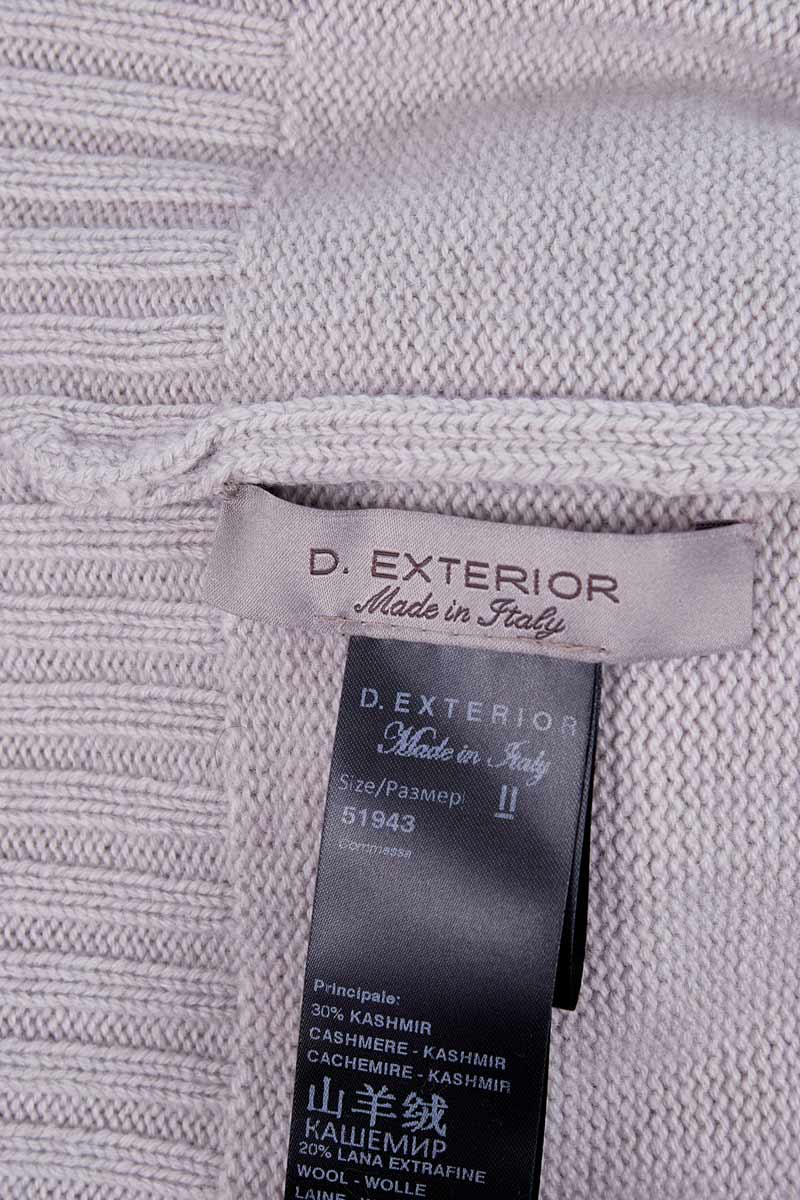 D. EXTERIOR
Made in Italy
D. EXTERIOR
Made in Italy
Size/Размер II
51943
Commessa
Principale:
30% KASHMIR
CASHMERE - KASHMIR
CACHEMIRE - KASHMIR
山羊绒
КАШЕМИР
20% LANA EXTRAFINE
WOOL - WOLLE
LAINE -